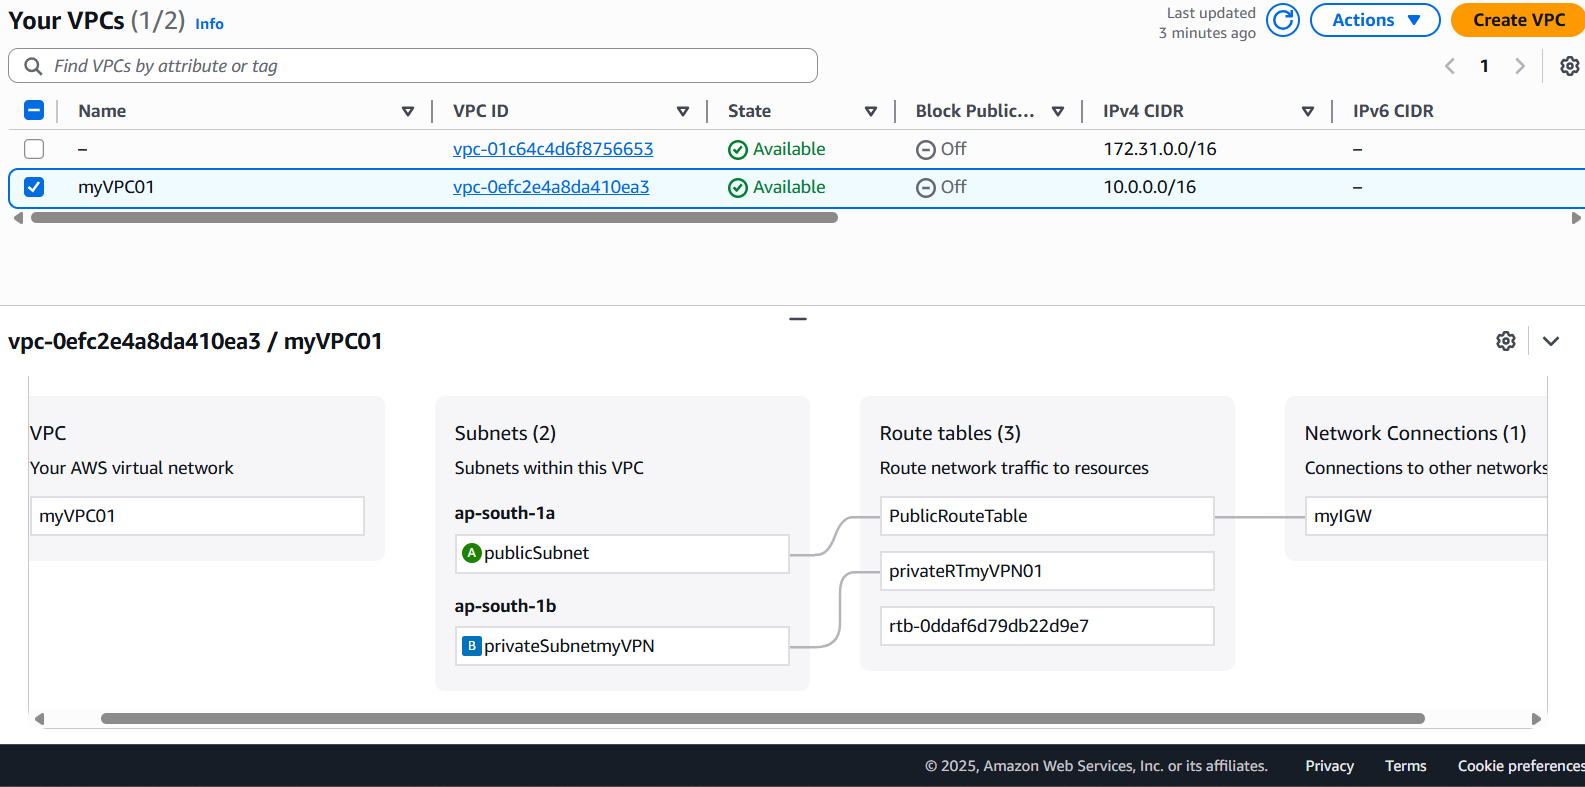 Your VPCs (1/2) Info
Last updated
3 minutes ago
Actions
Create VPC
Find VPCs by attribute or tag
1
Name VPC ID State Block Public... IPv4 CIDR IPv6 CIDR
– vpc-01c64c4d6f8756653 Available Off 172.31.0.0/16 –
myVPC01 vpc-0efc2e4a8da410ea3 Available Off 10.0.0.0/16 –
vpc-0efc2e4a8da410ea3 / myVPC01
VPC
Your AWS virtual network
myVPC01
Subnets (2)
Subnets within this VPC
ap-south-1a
A publicSubnet
ap-south-1b
B privateSubnetmyVPN
Route tables (3)
Route network traffic to resources
PublicRouteTable
privateRTmyVPN01
rtb-0ddaf6d79db22d9e7
Network Connections (1)
Connections to other networks
myIGW
© 2025, Amazon Web Services, Inc. or its affiliates. Privacy Terms Cookie preferences